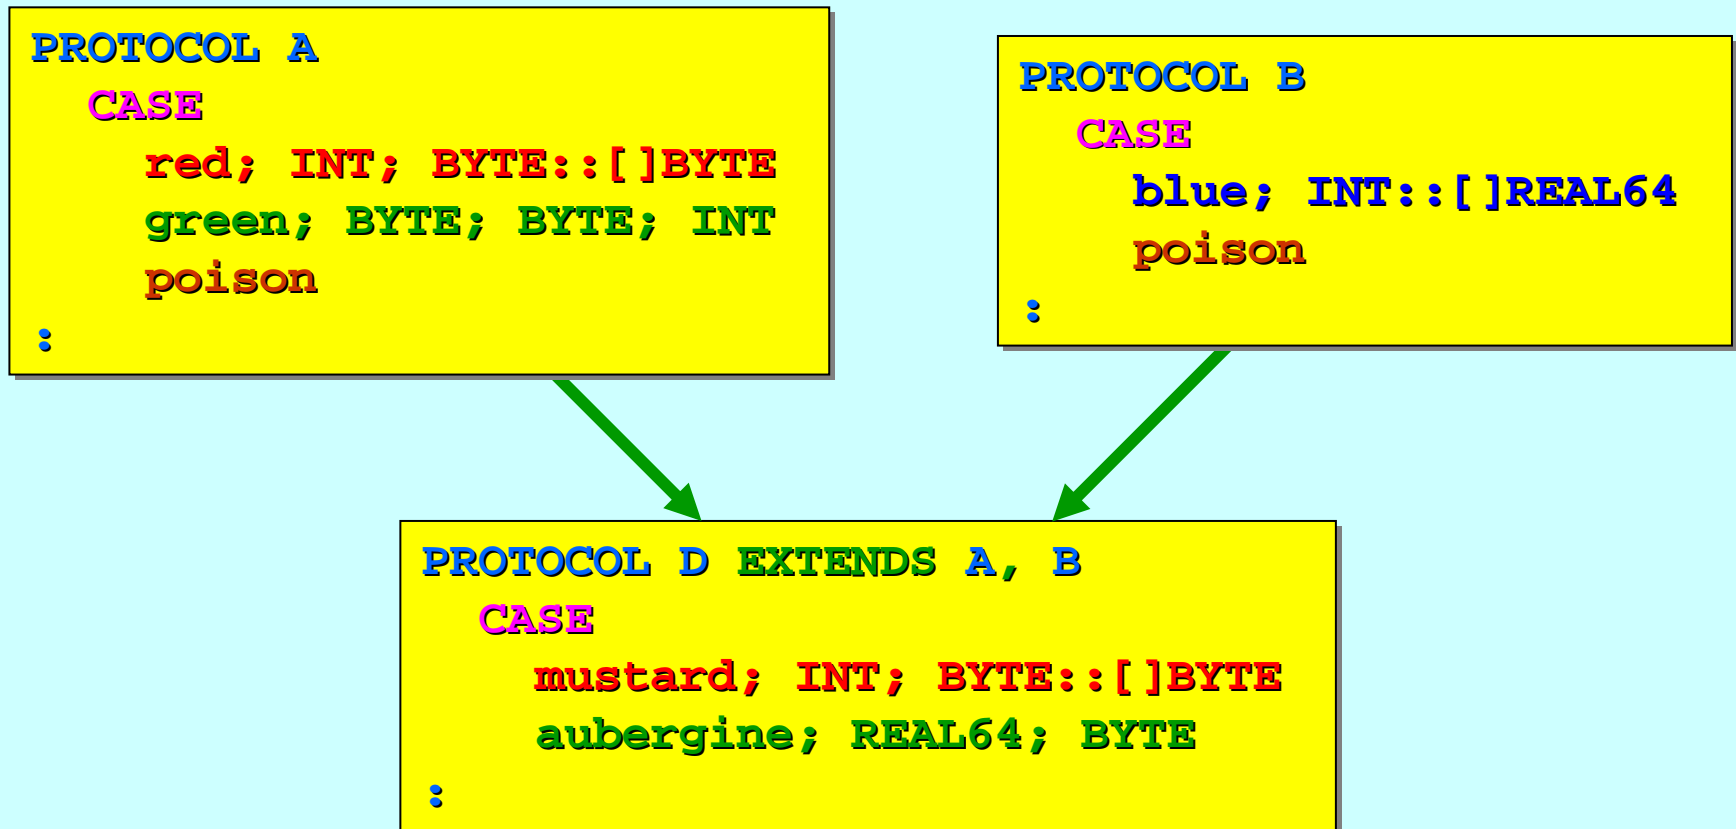 PROTOCOL A
CASE
red; INT; BYTE::[]BYTE
green; BYTE; BYTE; INT
poison
:
PROTOCOL B
CASE
blue; INT::[]REAL64
poison
:
PROTOCOL D EXTENDS A, B
CASE
mustard; INT; BYTE::[]BYTE
aubergine; REAL64; BYTE
: